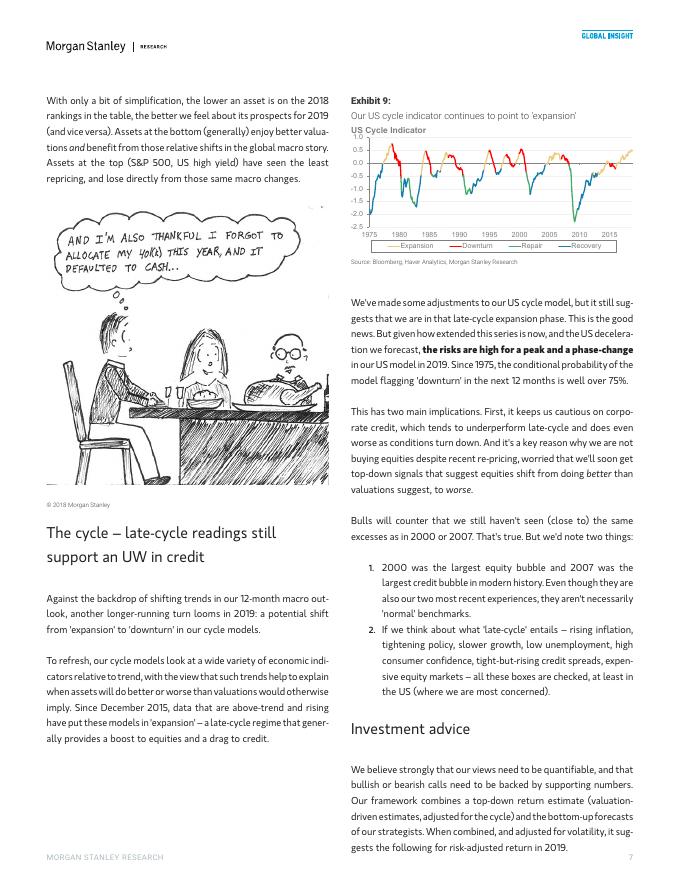 Morgan Stanley | RESEARCH
GLOBAL INSIGHT
With only a bit of simplification, the lower an asset is on the 2018
rankings in the table, the better we feel about its prospects for 2019
(and vice versa). Assets at the bottom (generally) enjoy better valua-
tions and benefit from those relative shifts in the global macro story.
Assets at the top (S&P 500, US high yield) have seen the least
repricing, and lose directly from those same macro changes.
AND I'M ALSO THANKFUL I FORGOT TO
ALLOCATE MY 401(k) THIS YEAR, AND IT
DEFAULTED TO CASH...
© 2018 Morgan Stanley
The cycle – late-cycle readings still
support an UW in credit
Against the backdrop of shifting trends in our 12-month macro out-
look, another longer-running turn looms in 2019: a potential shift
from 'expansion' to 'downturn' in our cycle models.
To refresh, our cycle models look at a wide variety of economic indi-
cators relative to trend, with the view that such trends help to explain
when assets will do better or worse than valuations would otherwise
imply. Since December 2015, data that are above-trend and rising
have put these models in 'expansion' – a late-cycle regime that gener-
ally provides a boost to equities and a drag to credit.
Exhibit 9:
Our US cycle indicator continues to point to 'expansion'
US Cycle Indicator
1.0
0.5
0.0
-0.5
-1.0
-1.5
-2.0
-2.5
1975 1980 1985 1990 1995 2000 2005 2010 2015
Expansion Downturn Repair Recovery
Source: Bloomberg, Haver Analytics, Morgan Stanley Research
We've made some adjustments to our US cycle model, but it still sug-
gests that we are in that late-cycle expansion phase. This is the good
news. But given how extended this series is now, and the US decelera-
tion we forecast, the risks are high for a peak and a phase-change
in our US model in 2019. Since 1975, the conditional probability of the
model flagging 'downturn' in the next 12 months is well over 75%.
This has two main implications. First, it keeps us cautious on corpo-
rate credit, which tends to underperform late-cycle and does even
worse as conditions turn down. And it's a key reason why we are not
buying equities despite recent re-pricing, worried that we'll soon get
top-down signals that suggest equities shift from doing better than
valuations suggest, to worse.
Bulls will counter that we still haven't seen (close to) the same
excesses as in 2000 or 2007. That's true. But we'd note two things:
1. 2000 was the largest equity bubble and 2007 was the
largest credit bubble in modern history. Even though they are
also our two most recent experiences, they aren't necessarily
'normal' benchmarks.
2. If we think about what 'late-cycle' entails – rising inflation,
tightening policy, slower growth, low unemployment, high
consumer confidence, tight-but-rising credit spreads, expen-
sive equity markets – all these boxes are checked, at least in
the US (where we are most concerned).
Investment advice
We believe strongly that our views need to be quantifiable, and that
bullish or bearish calls need to be backed by supporting numbers.
Our framework combines a top-down return estimate (valuation-
driven estimates, adjusted for the cycle) and the bottom-up forecasts
of our strategists. When combined, and adjusted for volatility, it sug-
gests the following for risk-adjusted return in 2019.
MORGAN STANLEY RESEARCH
7